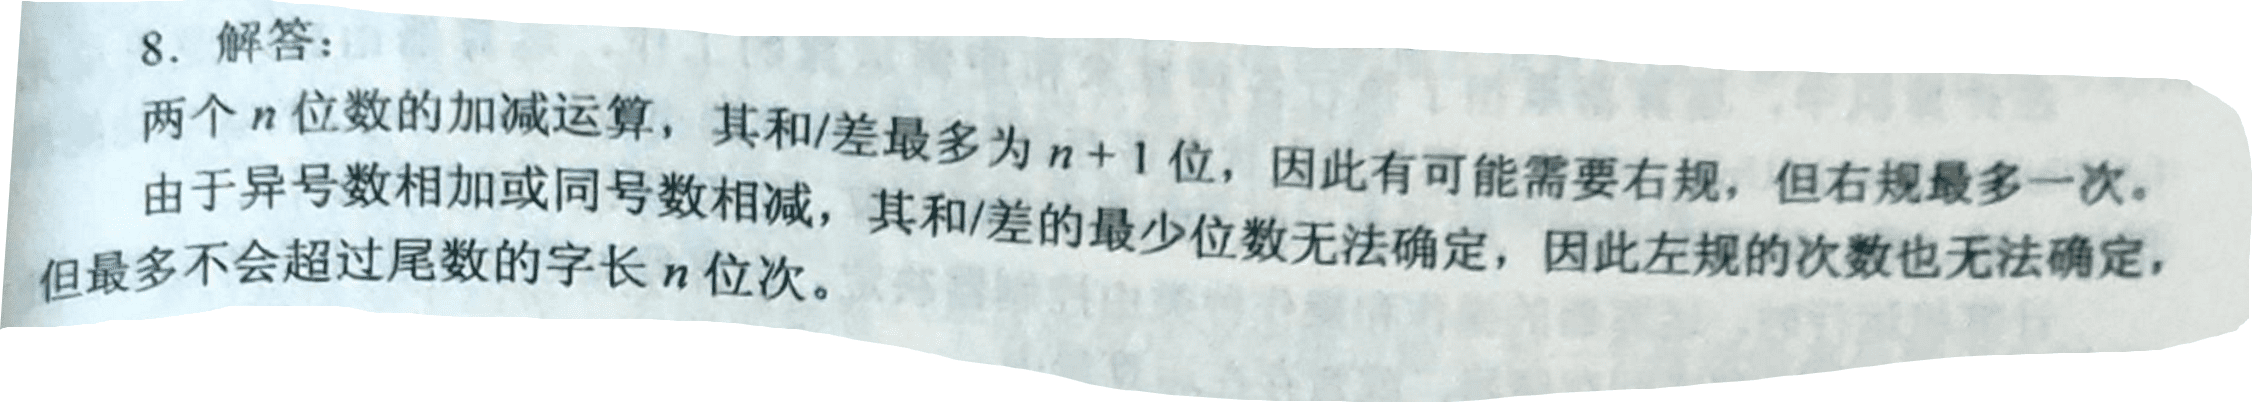 8. 解答：
两个 n 位数的加减运算，其和/差最多为 n + 1 位，因此有可能需要右规，但右规最多一次。
由于异号数相加或同号数相减，其和/差的最少位数无法确定，因此左规的次数也无法确定，
但最多不会超过尾数的字长 n 位次。